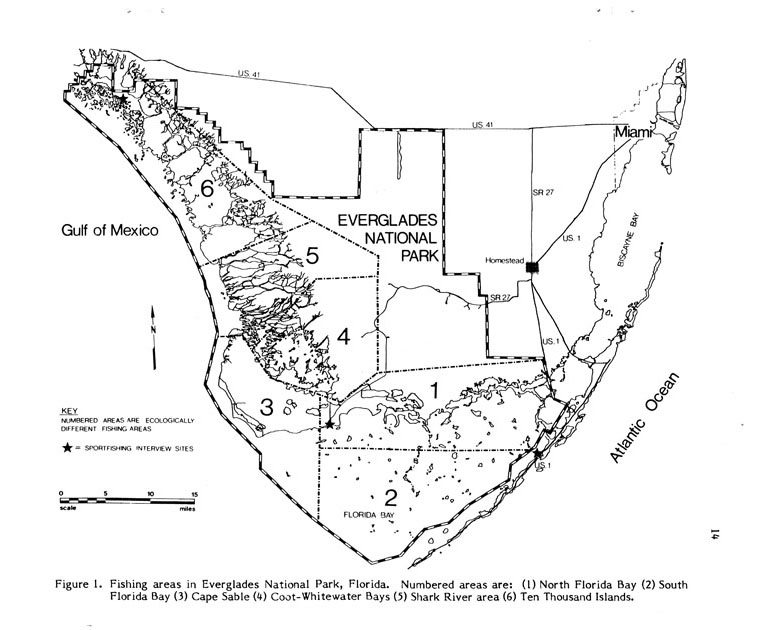 US. 41
US. 41
Miami
6
SR 27
Gulf of Mexico
EVERGLADES
NATIONAL
PARK
US. 1
BISCAYNE BAY
5
Homestead
SR 27
N
4
US. 1
1
3
Atlantic Ocean
KEY
NUMBERED AREAS ARE ECOLOGICALLY
DIFFERENT FISHING AREAS
★ = SPORTFISHING INTERVIEW SITES
US. 1
2
0 5 10 15
scale miles
FLORIDA BAY
14
Figure 1. Fishing areas in Everglades National Park, Florida. Numbered areas are: (1) North Florida Bay (2) South
Florida Bay (3) Cape Sable (4) Coot-Whitewater Bays (5) Shark River area (6) Ten Thousand Islands.